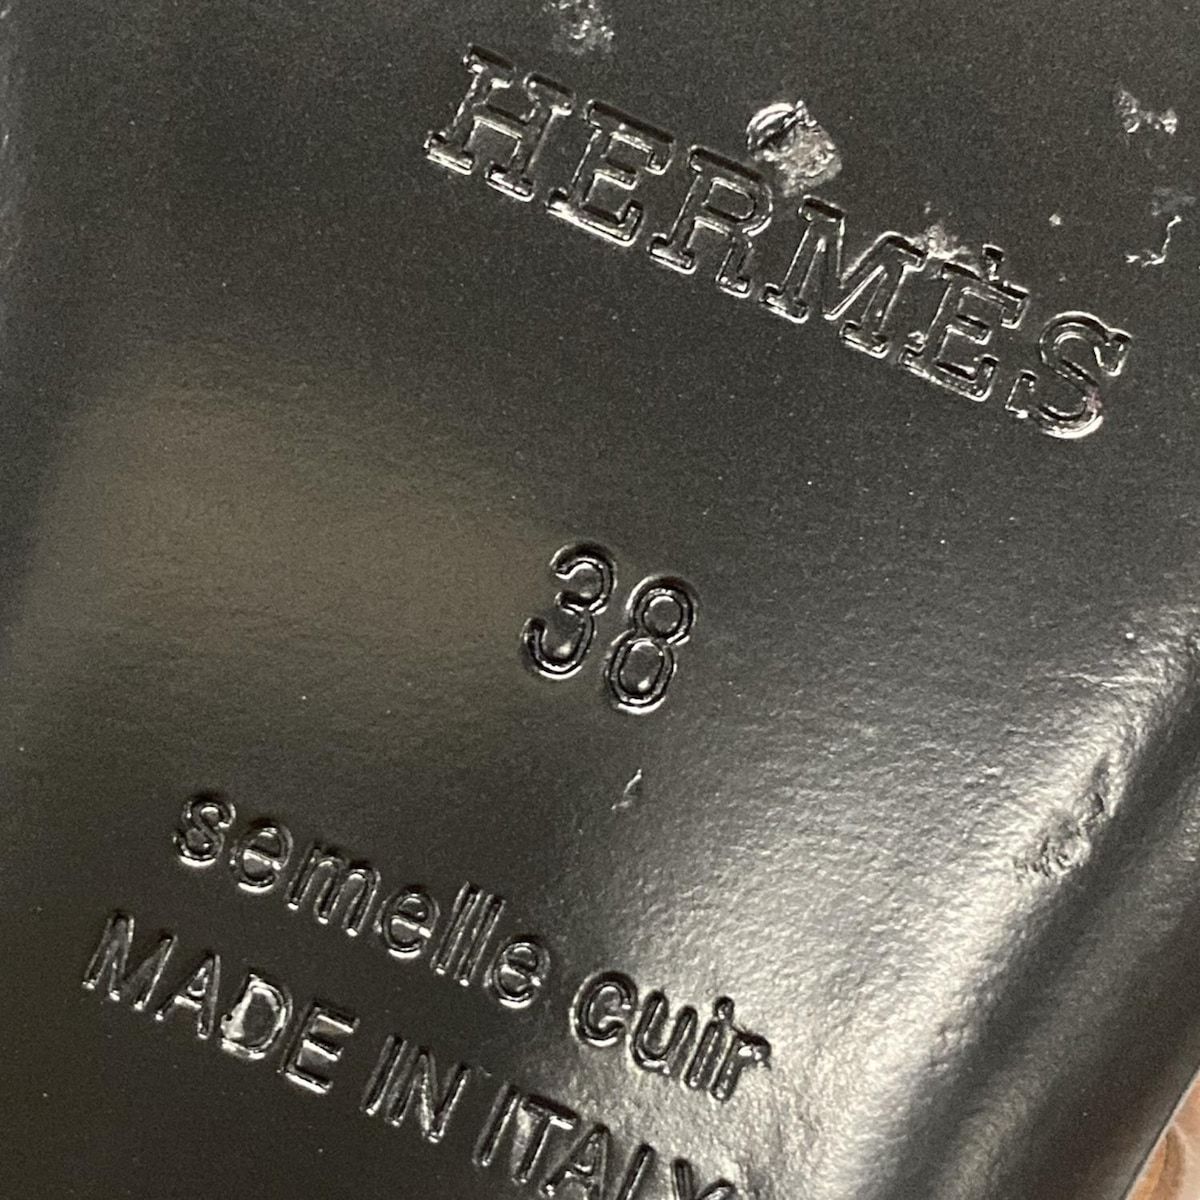 HERMÈS
38
semelle cuir
MADE IN ITALY